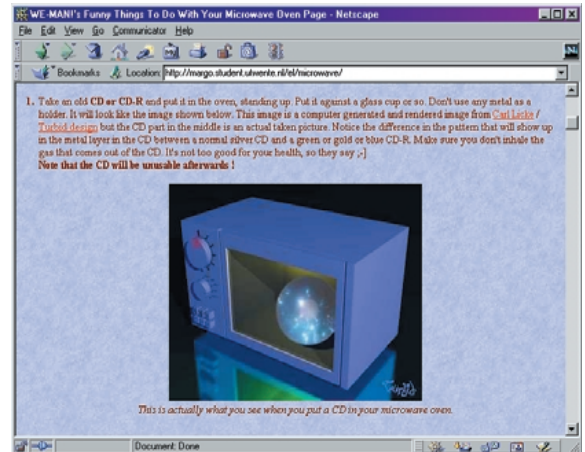 WE-MAN!'s Funny Things To Do With Your Microwave Oven Page - Netscape
File Edit View Go Communicator Help
Bookmarks Location: http://margo.student.utwente.nl/el/microwave/
1. Take an old CD or CD-R and put it in the oven, standing up. Put it against a glass cup or so. Don't use any metal as a
holder. It will look like the image shown below. This image is a computer generated and rendered image from Carl Liske /
Turbid design but the CD part in the middle is an actual taken picture. Notice the difference in the pattern that will show up
in the metal layer in the CD between a normal silver CD and a green or gold or blue CD-R. Make sure you don't inhale the
gas that comes out of the CD. It's not too good for your health, so they say ;-]
Note that the CD will be unusable afterwards !
This is actually what you see when you put a CD in your microwave oven.
Document: Done